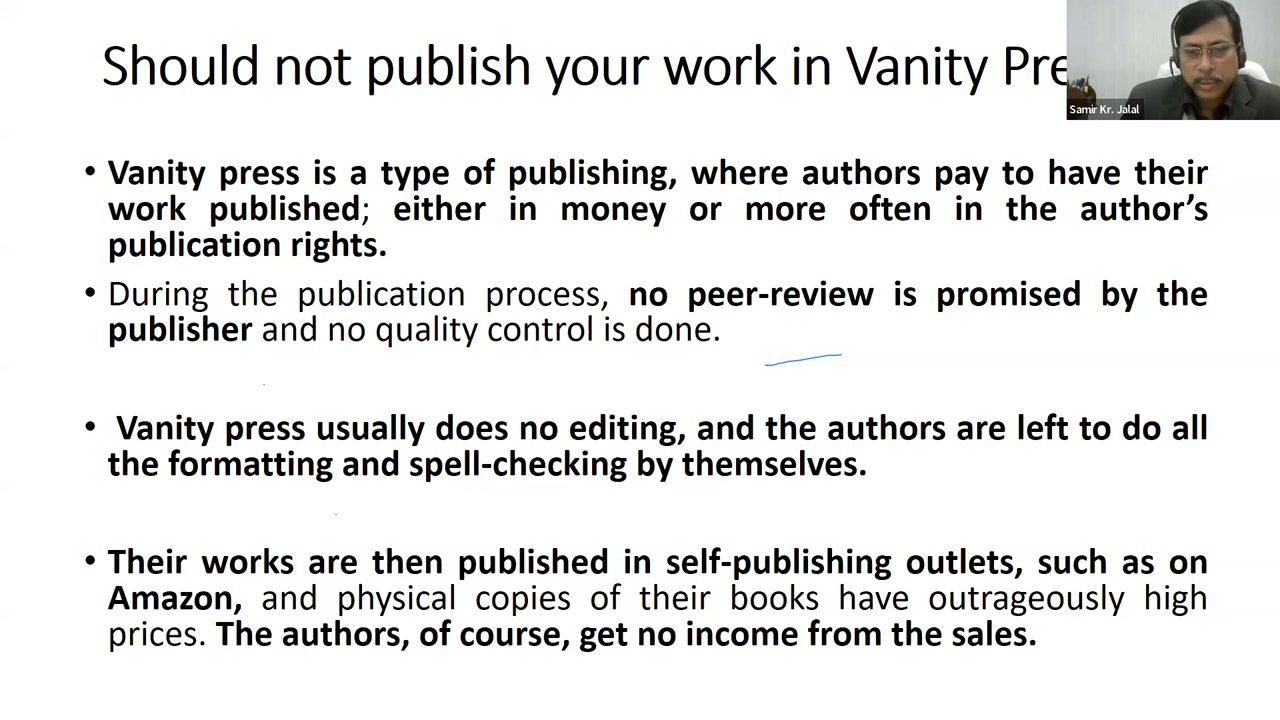 Should not publish your work in Vanity Pre
Samir Kr. Jalal
• Vanity press is a type of publishing, where authors pay to have their
work published; either in money or more often in the author’s
publication rights.
• During the publication process, no peer-review is promised by the
publisher and no quality control is done.
• Vanity press usually does no editing, and the authors are left to do all
the formatting and spell-checking by themselves.
• Their works are then published in self-publishing outlets, such as on
Amazon, and physical copies of their books have outrageously high
prices. The authors, of course, get no income from the sales.